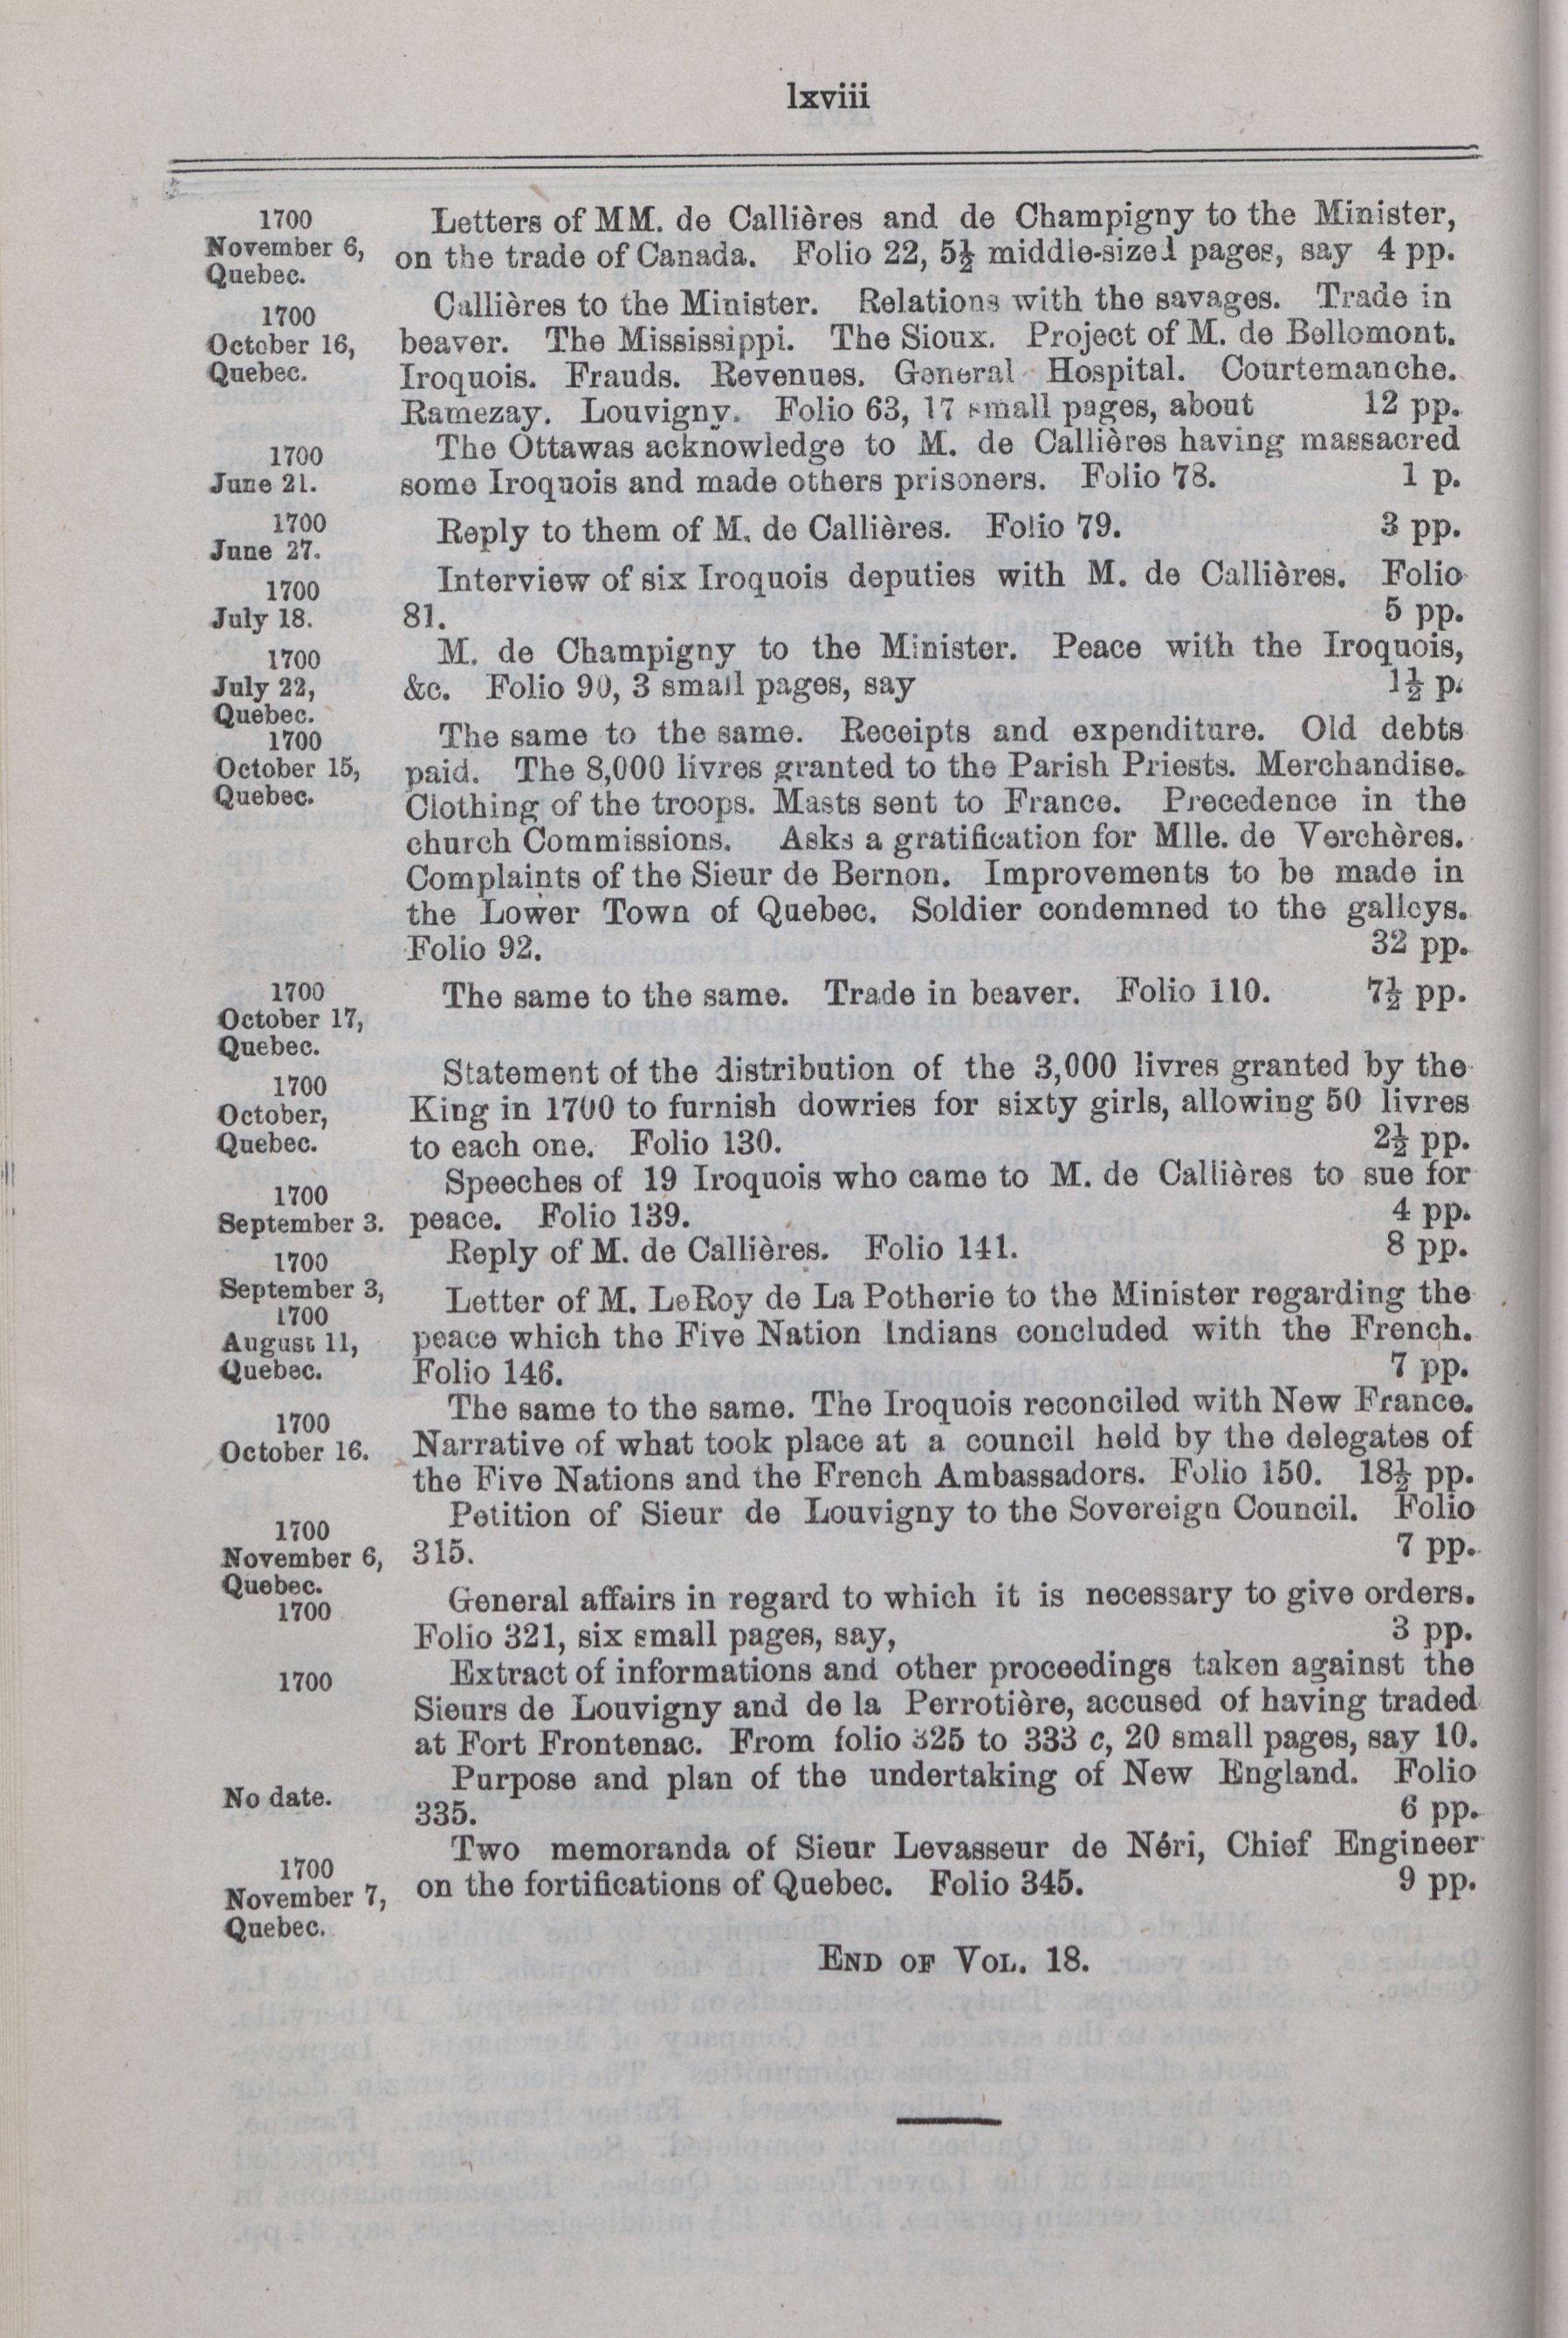 lxviii
1700
November 6,
Quebec.
Letters of MM. de Callières and de Champigny to the Minister,
on the trade of Canada. Folio 22, 5½ middle-sized pages, say 4 pp.
1700
October 16,
Quebec.
Callières to the Minister. Relations with the savages. Trade in
beaver. The Mississippi. The Sioux. Project of M. de Bellomont.
Iroquois. Frauds. Revenues. General Hospital. Courtemanche.
Ramezay. Louvigny. Folio 63, 17 small pages, about 12 pp.
1700
June 21.
The Ottawas acknowledge to M. de Callières having massacred
some Iroquois and made others prisoners. Folio 78. 1 p.
1700
June 27.
Reply to them of M. de Callières. Folio 79. 3 pp.
1700
July 18.
Interview of six Iroquois deputies with M. de Callières. Folio
81. 5 pp.
1700
July 22,
Quebec.
M. de Champigny to the Minister. Peace with the Iroquois,
&c. Folio 90, 3 small pages, say 1½ p.
1700
October 15,
Quebec.
The same to the same. Receipts and expenditure. Old debts
paid. The 8,000 livres granted to the Parish Priests. Merchandise.
Clothing of the troops. Masts sent to France. Precedence in the
church Commissions. Asks a gratification for Mlle. de Verchères.
Complaints of the Sieur de Bernon. Improvements to be made in
the Lower Town of Quebec. Soldier condemned to the galleys.
Folio 92. 32 pp.
1700
October 17,
Quebec.
The same to the same. Trade in beaver. Folio 110. 7½ pp.
1700
October,
Quebec.
Statement of the distribution of the 3,000 livres granted by the
King in 1700 to furnish dowries for sixty girls, allowing 50 livres
to each one. Folio 130. 2½ pp.
1700
September 3.
Speeches of 19 Iroquois who came to M. de Callières to sue for
peace. Folio 139. 4 pp.
1700
September 3,
Reply of M. de Callières. Folio 141. 8 pp.
1700
August 11,
Quebec.
Letter of M. LeRoy de La Potherie to the Minister regarding the
peace which the Five Nation Indians concluded with the French.
Folio 146. 7 pp.
1700
October 16.
The same to the same. The Iroquois reconciled with New France.
Narrative of what took place at a council held by the delegates of
the Five Nations and the French Ambassadors. Folio 150. 18½ pp.
1700
November 6,
Quebec.
Petition of Sieur de Louvigny to the Sovereign Council. Folio
315. 7 pp.
1700
General affairs in regard to which it is necessary to give orders.
Folio 321, six small pages, say, 3 pp.
1700
Extract of informations and other proceedings taken against the
Sieurs de Louvigny and de la Perrotière, accused of having traded
at Fort Frontenac. From folio 325 to 333 c, 20 small pages, say 10.
No date.
Purpose and plan of the undertaking of New England. Folio
335. 6 pp.
1700
November 7,
Quebec.
Two memoranda of Sieur Levasseur de Néri, Chief Engineer
on the fortifications of Quebec. Folio 345. 9 pp.
END OF VOL. 18.